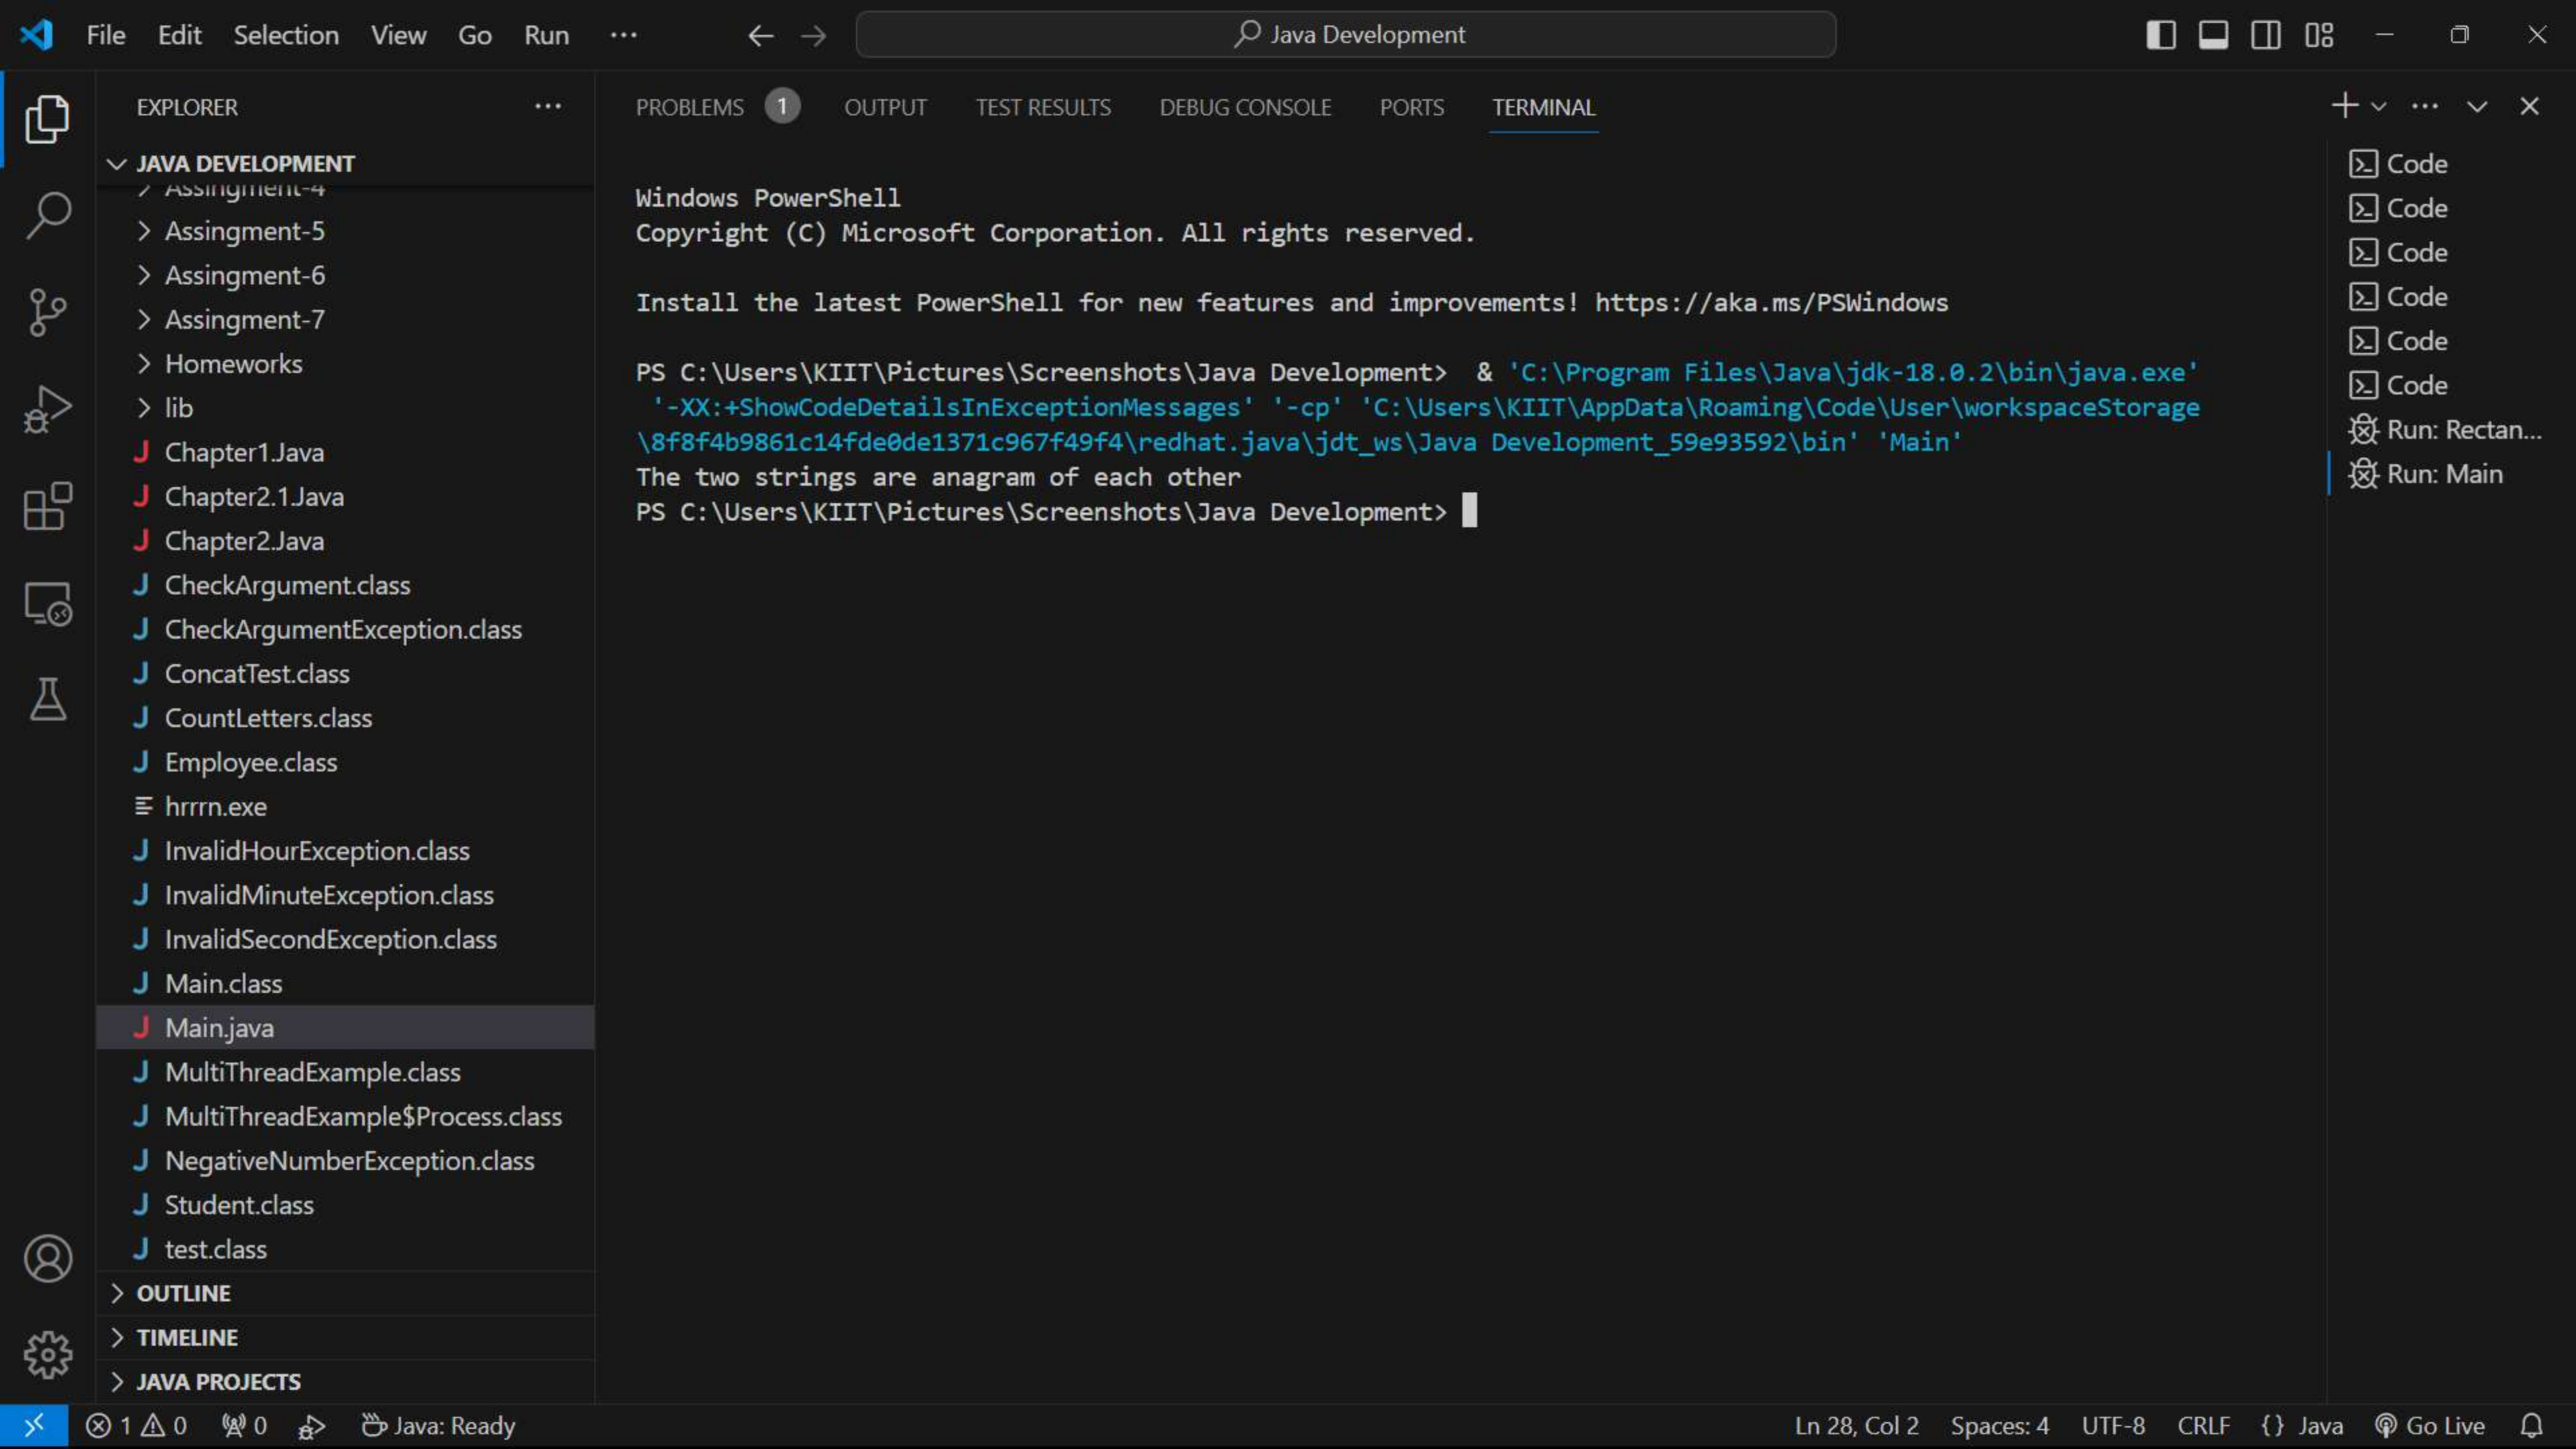 File Edit Selection View Go Run ···
Java Development
EXPLORER
JAVA DEVELOPMENT
Assingment-4
Assingment-5
Assingment-6
Assingment-7
Homeworks
lib
Chapter1.Java
Chapter2.1.Java
Chapter2.Java
CheckArgument.class
CheckArgumentException.class
ConcatTest.class
CountLetters.class
Employee.class
hrrrn.exe
InvalidHourException.class
InvalidMinuteException.class
InvalidSecondException.class
Main.class
Main.java
MultiThreadExample.class
MultiThreadExample$Process.class
NegativeNumberException.class
Student.class
test.class
OUTLINE
TIMELINE
JAVA PROJECTS
PROBLEMS 1 OUTPUT TEST RESULTS DEBUG CONSOLE PORTS TERMINAL
Windows PowerShell
Copyright (C) Microsoft Corporation. All rights reserved.
Install the latest PowerShell for new features and improvements! https://aka.ms/PSWindows
PS C:\Users\KIIT\Pictures\Screenshots\Java Development>  & 'C:\Program Files\Java\jdk-18.0.2\bin\java.exe'
'-XX:+ShowCodeDetailsInExceptionMessages' '-cp' 'C:\Users\KIIT\AppData\Roaming\Code\User\workspaceStorage
\8f8f4b9861c14fde0de1371c967f49f4\redhat.java\jdt_ws\Java Development_59e93592\bin' 'Main'
The two strings are anagram of each other
PS C:\Users\KIIT\Pictures\Screenshots\Java Development>
Code
Code
Code
Code
Code
Code
Run: Rectan...
Run: Main
1 0 0 Java: Ready
Ln 28, Col 2 Spaces: 4 UTF-8 CRLF {} Java Go Live